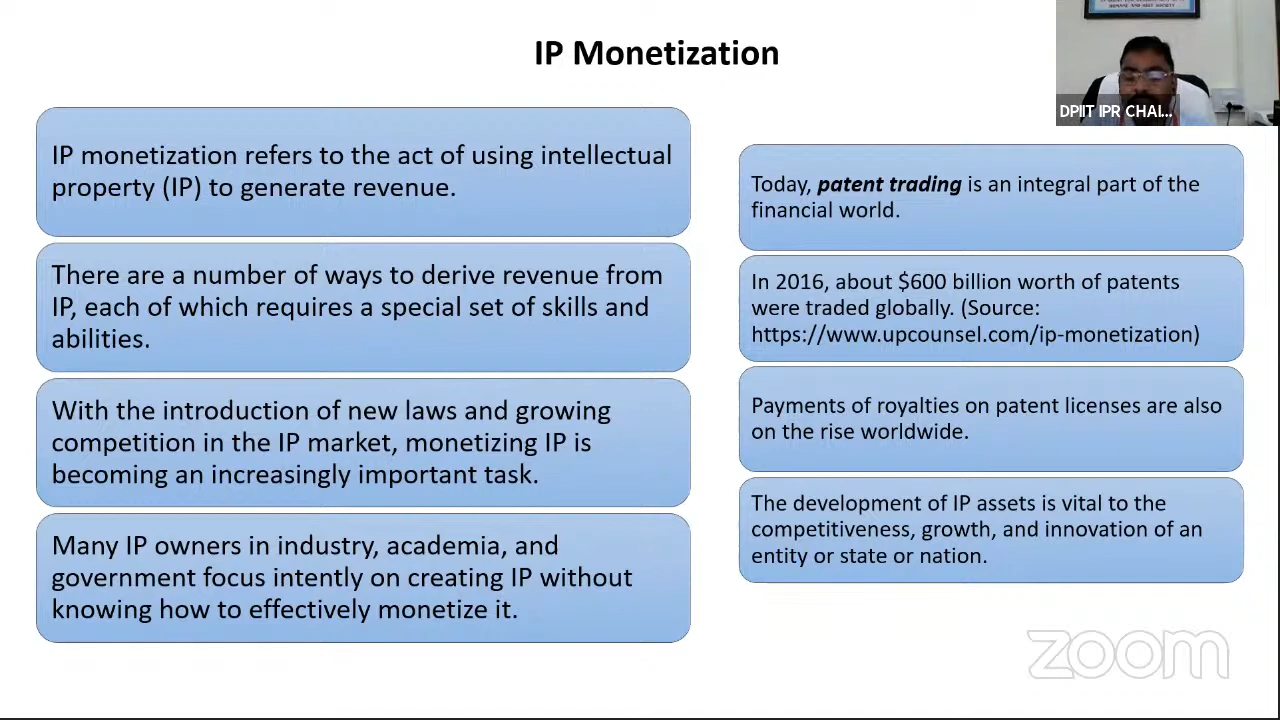 IP Monetization
IP monetization refers to the act of using intellectual
property (IP) to generate revenue.
There are a number of ways to derive revenue from
IP, each of which requires a special set of skills and
abilities.
With the introduction of new laws and growing
competition in the IP market, monetizing IP is
becoming an increasingly important task.
Many IP owners in industry, academia, and
government focus intently on creating IP without
knowing how to effectively monetize it.
Today, patent trading is an integral part of the
financial world.
In 2016, about $600 billion worth of patents
were traded globally. (Source:
https://www.upcounsel.com/ip-monetization)
Payments of royalties on patent licenses are also
on the rise worldwide.
The development of IP assets is vital to the
competitiveness, growth, and innovation of an
entity or state or nation.
DPIIT IPR CHAI...
zoom